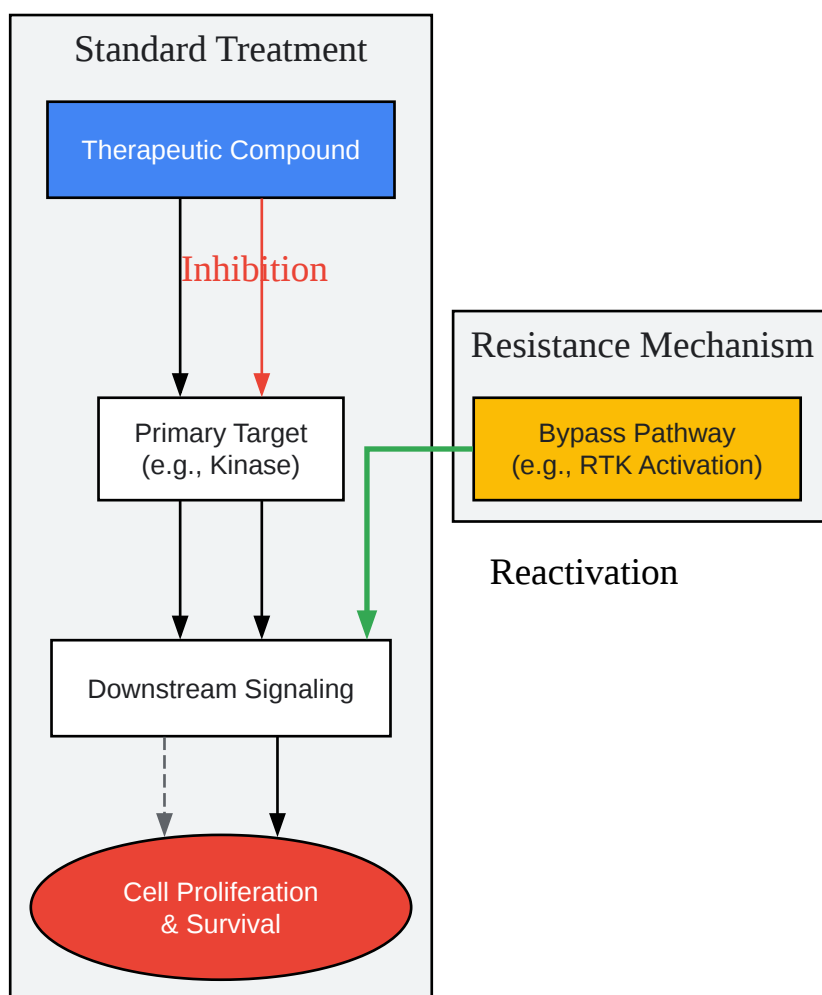 Standard Treatment
Therapeutic Compound
Inhibition
Resistance Mechanism
Primary Target
(e.g., Kinase)
Bypass Pathway
(e.g., RTK Activation)
Reactivation
Downstream Signaling
Cell Proliferation
& Survival